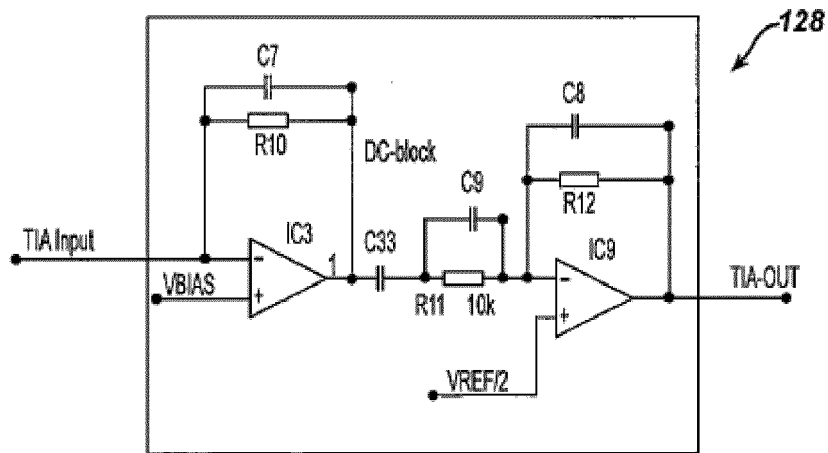 128
C7
R10
DC-block
C8
C9
R12
TIA Input
IC3
1
C33
IC9
VBIAS
R11
10k
TIA-OUT
VREF/2